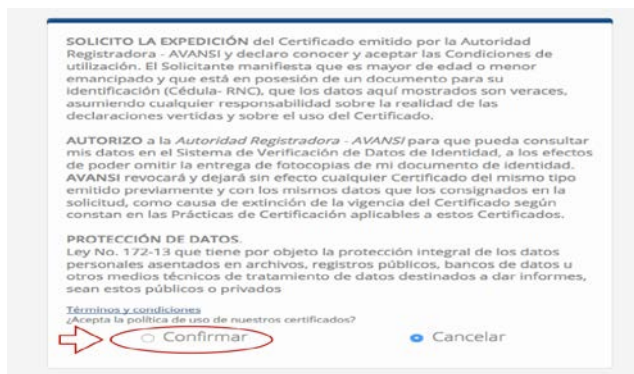 SOLICITO LA EXPEDICIÓN del Certificado emitido por la Autoridad
Registradora - AVANSI y declaro conocer y aceptar las Condiciones de
utilización. El Solicitante manifiesta que es mayor de edad o menor
emancipado y que está en posesión de un documento para su
identificación (Cédula- RNC), que los datos aquí mostrados son veraces,
asumiendo cualquier responsabilidad sobre la realidad de las
declaraciones vertidas y sobre el uso del Certificado.
AUTORIZO a la Autoridad Registradora - AVANSI para que pueda consultar
mis datos en el Sistema de Verificación de Datos de Identidad, a los efectos
de poder omitir la entrega de fotocopias de mi documento de identidad.
AVANSI revocará y dejará sin efecto cualquier Certificado del mismo tipo
emitido previamente y con los mismos datos que los consignados en la
solicitud, como causa de extinción de la vigencia del Certificado según
constan en las Prácticas de Certificación aplicables a estos Certificados.
PROTECCIÓN DE DATOS.
Ley No. 172-13 que tiene por objeto la protección integral de los datos
personales asentados en archivos, registros públicos, bancos de datos u
otros medios técnicos de tratamiento de datos destinados a dar informes,
sean estos públicos o privados
Términos y condiciones
¿Acepta la política de uso de nuestros certificados?
Confirmar Cancelar